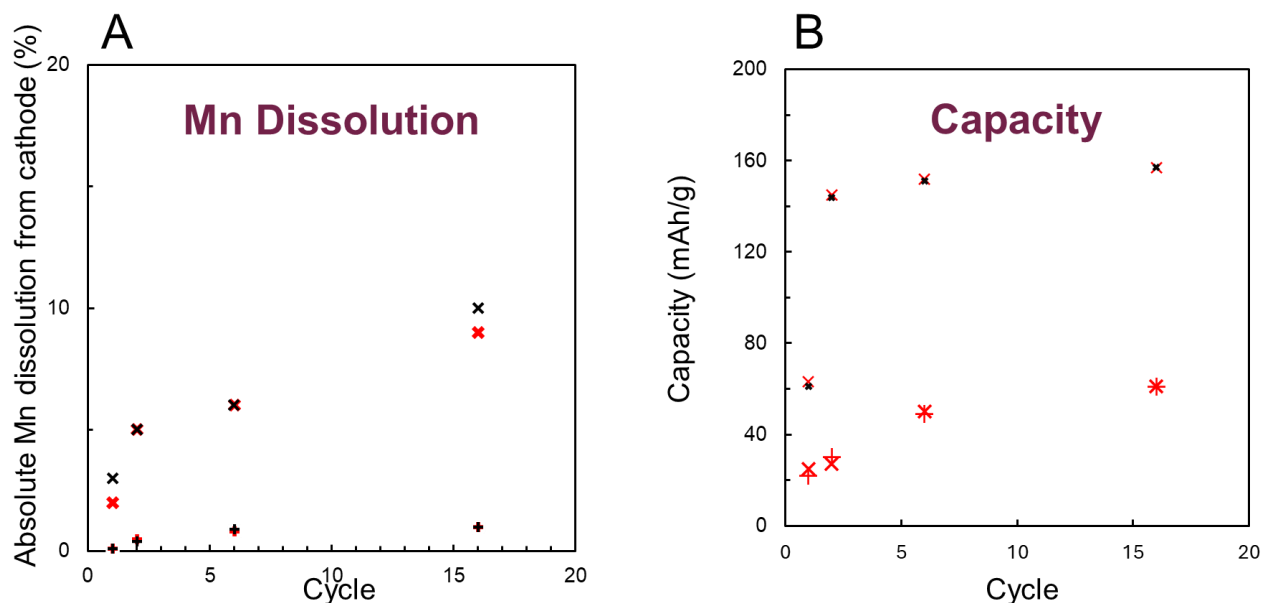 A
Absolute Mn dissolution from cathode (%)
Mn Dissolution
20
10
0
0 5 10 15 20
Cycle
B
Capacity (mAh/g)
Capacity
200
160
120
80
40
0
0 5 10 15 20
Cycle